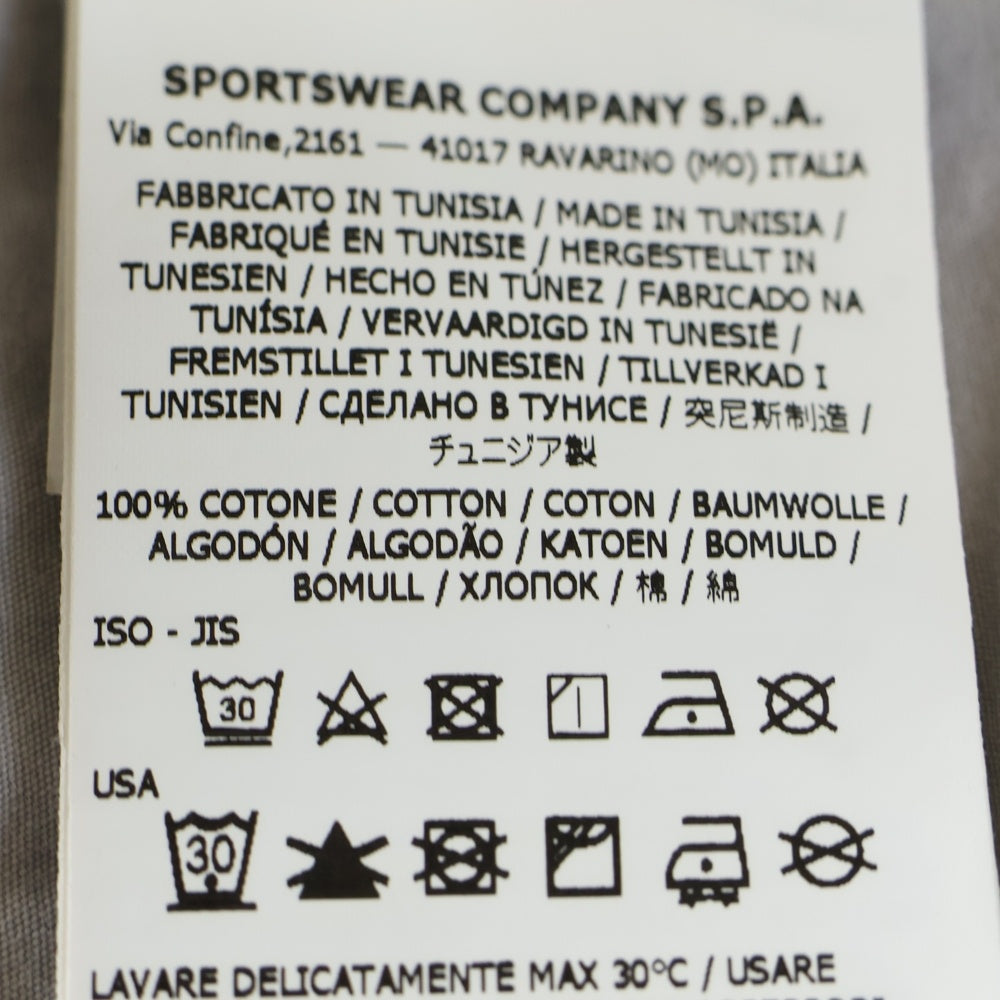 SPORTSWEAR COMPANY S.P.A.
Via Confine,2161 — 41017 RAVARINO (MO) ITALIA
FABBRICATO IN TUNISIA / MADE IN TUNISIA /
FABRIQUÉ EN TUNISIE / HERGESTELLT IN
TUNESIEN / HECHO EN TÚNEZ / FABRICADO NA
TUNÍSIA / VERVAARDIGD IN TUNESIË /
FREMSTILLET I TUNESIEN / TILLVERKAD I
TUNISIEN / СДЕЛАНО В ТУНИСЕ / 突尼斯制造 /
チュニジア製
100% COTONE / COTTON / COTON / BAUMWOLLE /
ALGODÓN / ALGODÃO / KATOEN / BOMULD /
BOMULL / ХЛОПОК / 棉 / 綿
ISO - JIS
30
USA
30
LAVARE DELICATAMENTE MAX 30°C / USARE